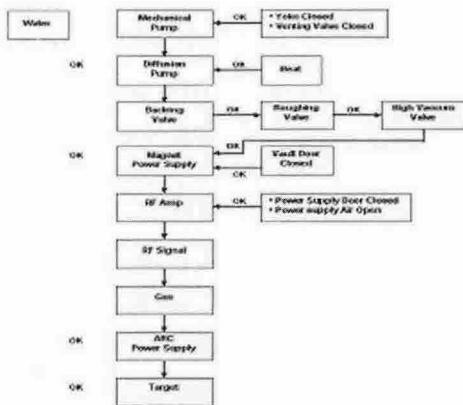 Water
Mechanical
Pump
OK
• Yoke Closed
• Venting Valve Closed
OK
Diffusion
Pump
OK
Heat
Backing
Valve
OK
Roughing
Valve
OK
High Vacuum
Valve
OK
OK
Magnet
Power Supply
Vault Door
Closed
OK
RF Amp
OK
• Power Supply Door Closed
• Power supply Air Open
RF Signal
Gas
OK
ARC
Power Supply
OK
Target